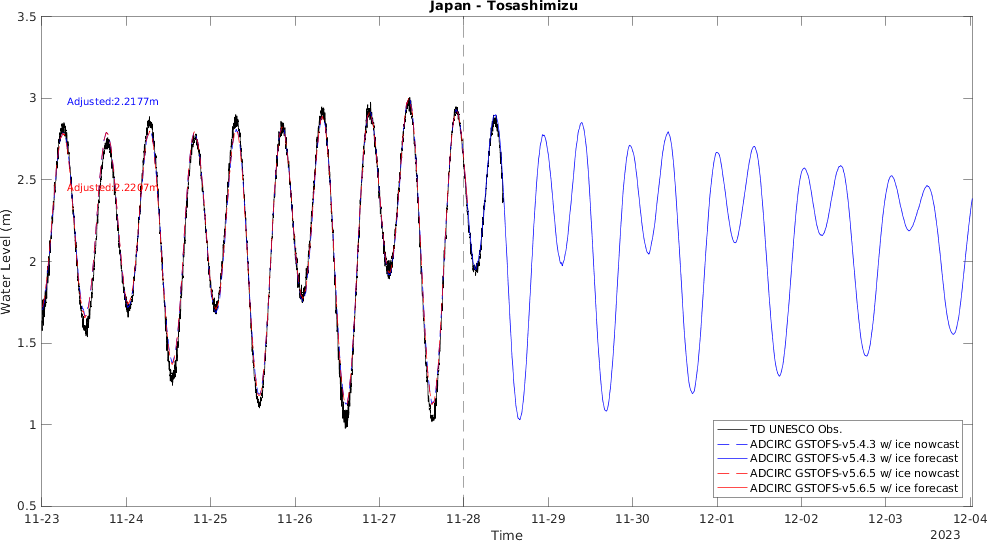 Japan - Tosashimizu
3.5
3
2.5
2
1.5
1
0.5
Water Level (m)
Adjusted:2.2177m
Adjusted:2.2207m
TD UNESCO Obs.
ADCIRC GSTOFS-v5.4.3 w/ ice nowcast
ADCIRC GSTOFS-v5.4.3 w/ ice forecast
ADCIRC GSTOFS-v5.6.5 w/ ice nowcast
ADCIRC GSTOFS-v5.6.5 w/ ice forecast
11-23 11-24 11-25 11-26 11-27 11-28 11-29 11-30 12-01 12-02 12-03 12-04
Time
2023